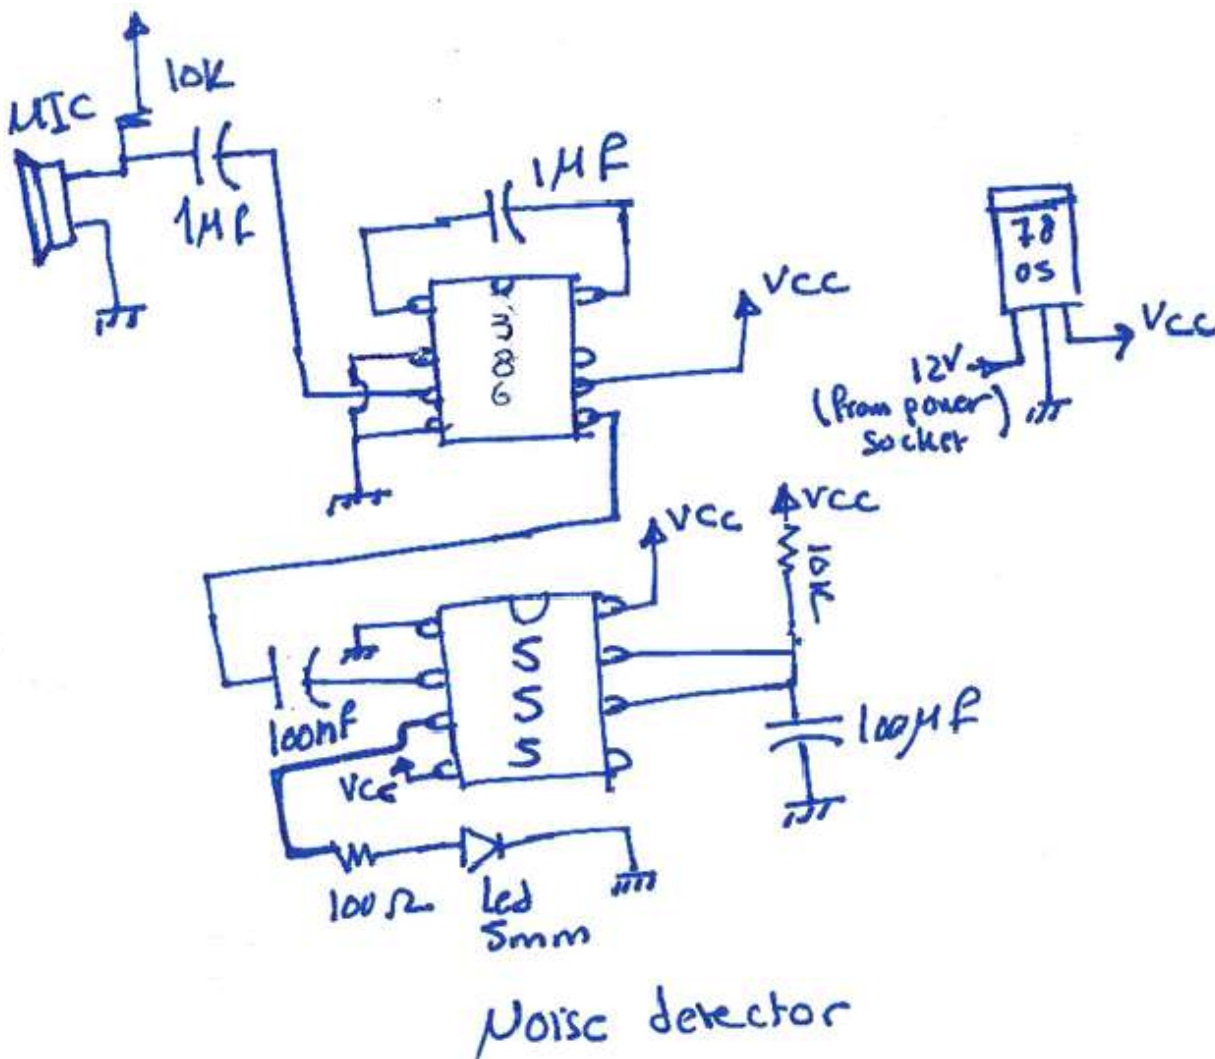 10K
MIC
1µF
1µF
386
VCC
78
05
VCC
12V
(from power
socket)
VCC
VCC
10K
555
100nF
100µF
VCC
100Ω
Led
5mm
Noise detector